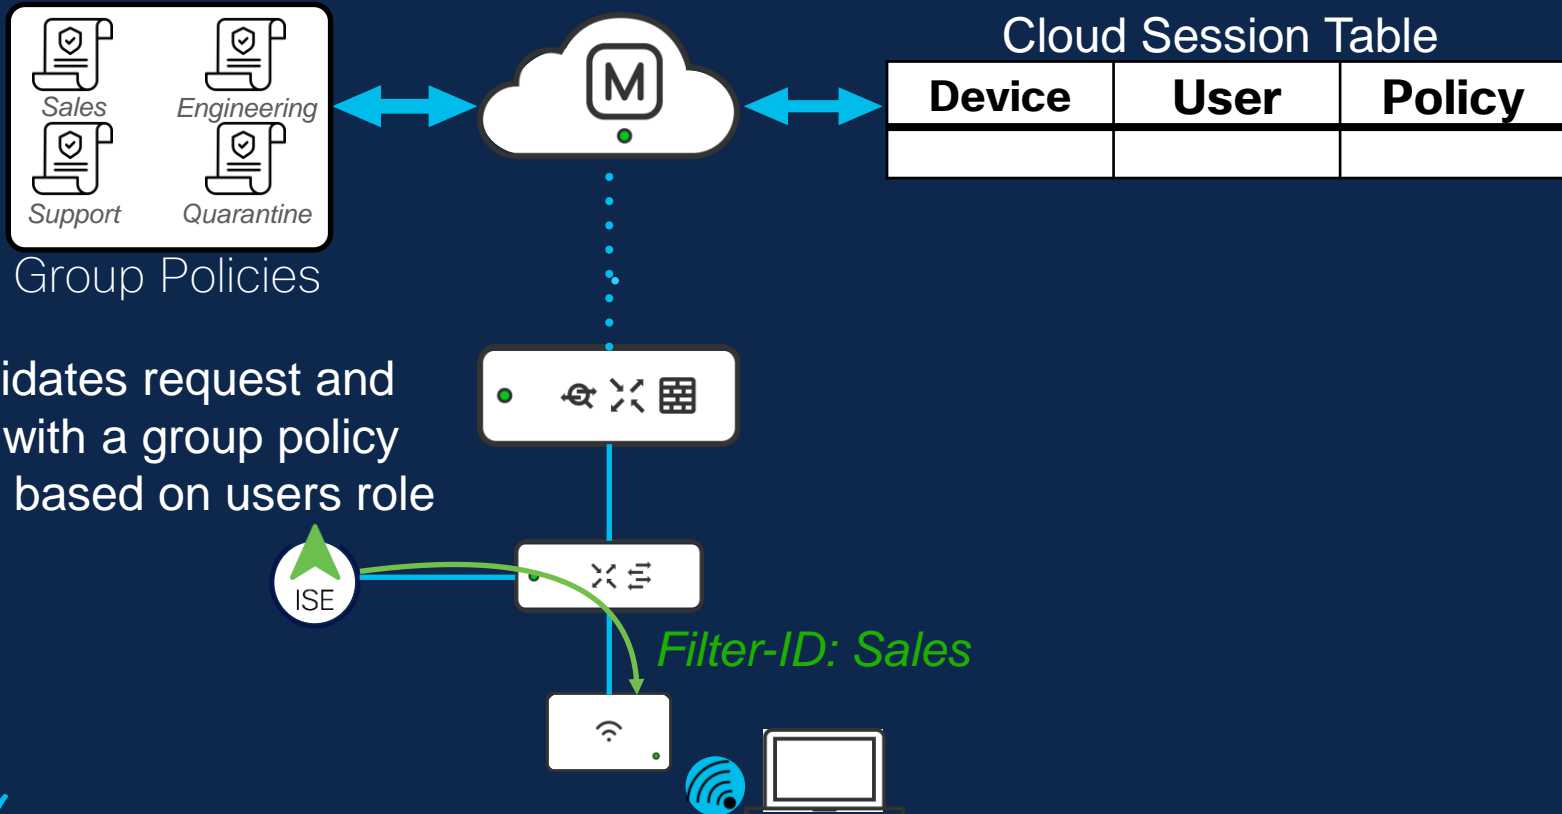 Cloud Session Table
Device User Policy
M
Sales Engineering
Support Quarantine
Group Policies
idates request and
with a group policy
based on users role
ISE
Filter-ID: Sales